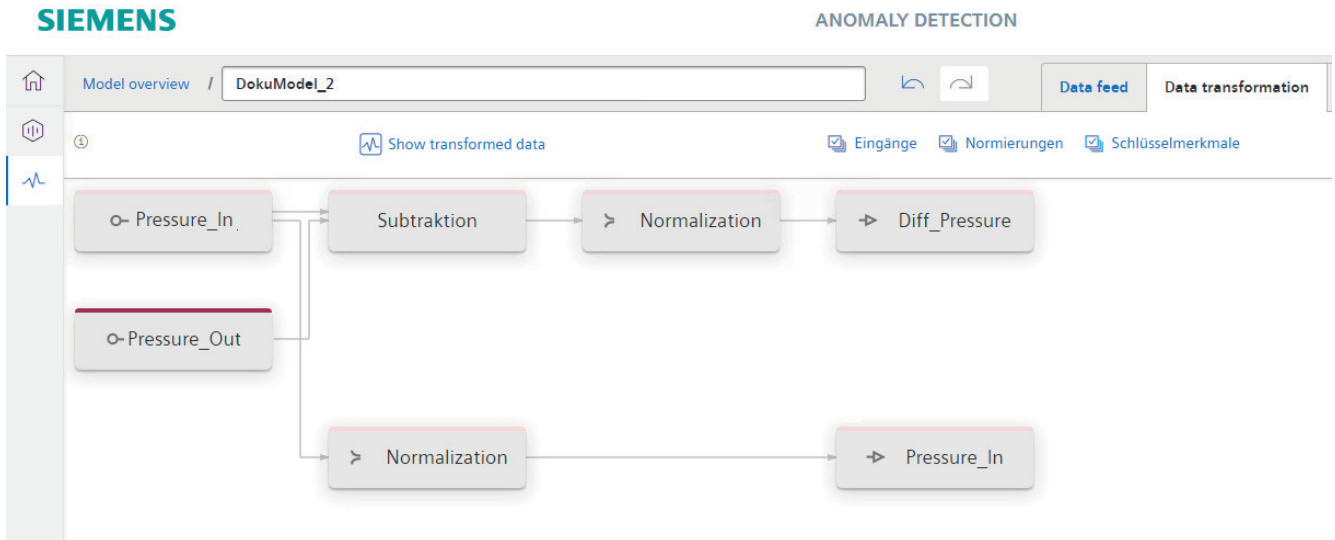 SIEMENS
ANOMALY DETECTION
Model overview / DokuModel_2
Data feed
Data transformation
Show transformed data
Eingänge
Normierungen
Schlüsselmerkmale
Pressure_In
Subtraktion
Normalization
Diff_Pressure
Pressure_Out
Normalization
Pressure_In